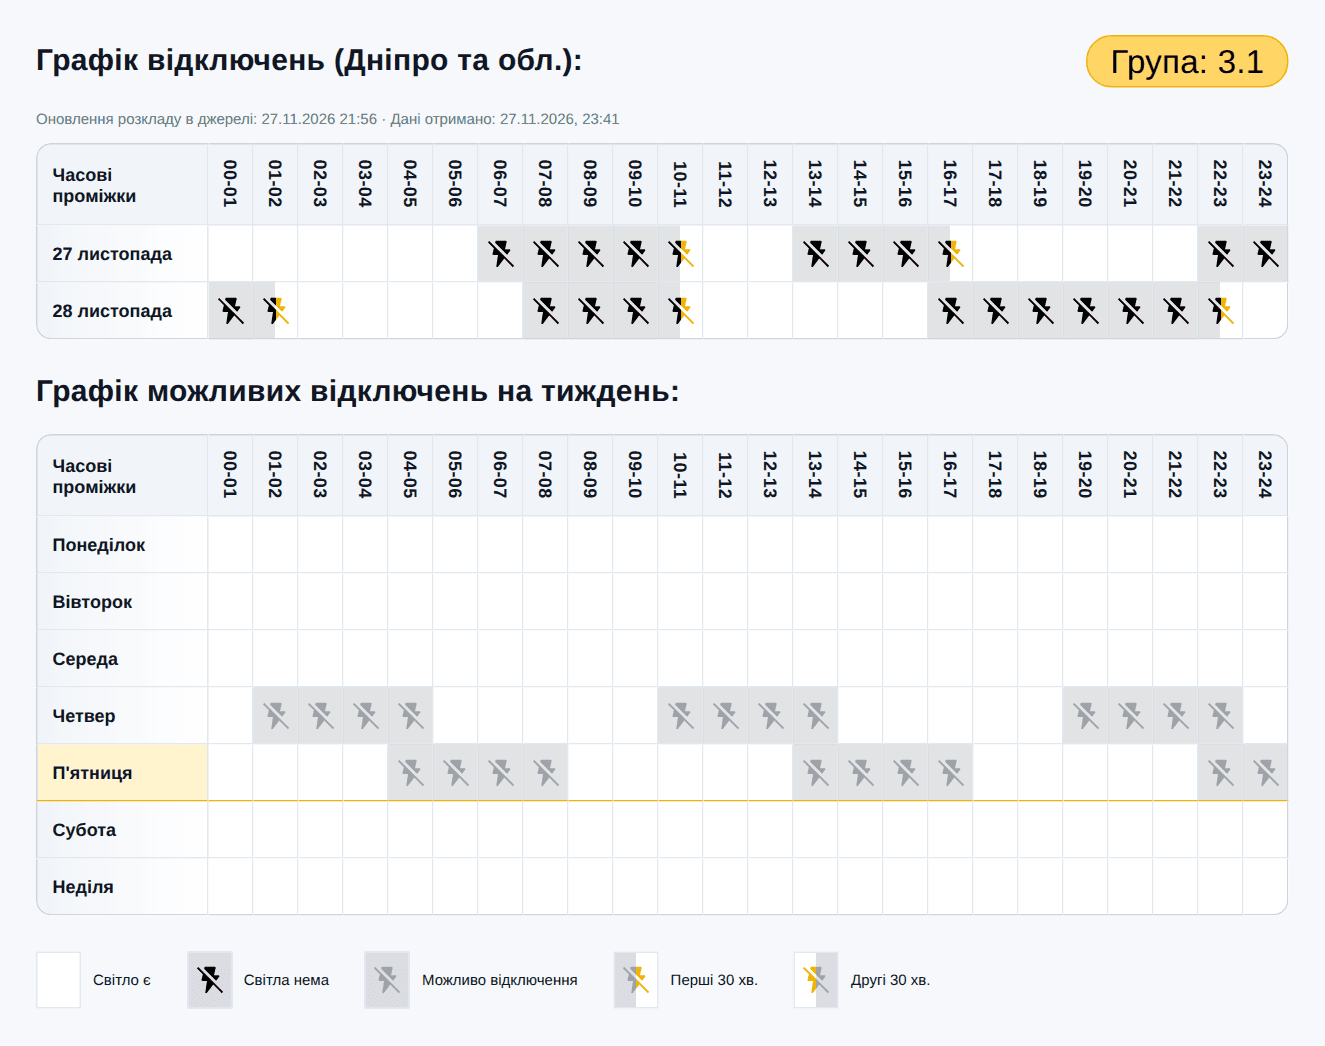 Графік відключень (Дніпро та обл.):
Група: 3.1
Оновлення розкладу в джерелі: 27.11.2026 21:56 · Дані отримано: 27.11.2026, 23:41
Часові проміжки 00-01 01-02 02-03 03-04 04-05 05-06 06-07 07-08 08-09 09-10 10-11 11-12 12-13 13-14 14-15 15-16 16-17 17-18 18-19 19-20 20-21 21-22 22-23 23-24
27 листопада
28 листопада
Графік можливих відключень на тиждень:
Часові проміжки 00-01 01-02 02-03 03-04 04-05 05-06 06-07 07-08 08-09 09-10 10-11 11-12 12-13 13-14 14-15 15-16 16-17 17-18 18-19 19-20 20-21 21-22 22-23 23-24
Понеділок
Вівторок
Середа
Четвер
П'ятниця
Субота
Неділя
Світло є Світла нема Можливо відключення Перші 30 хв. Другі 30 хв.